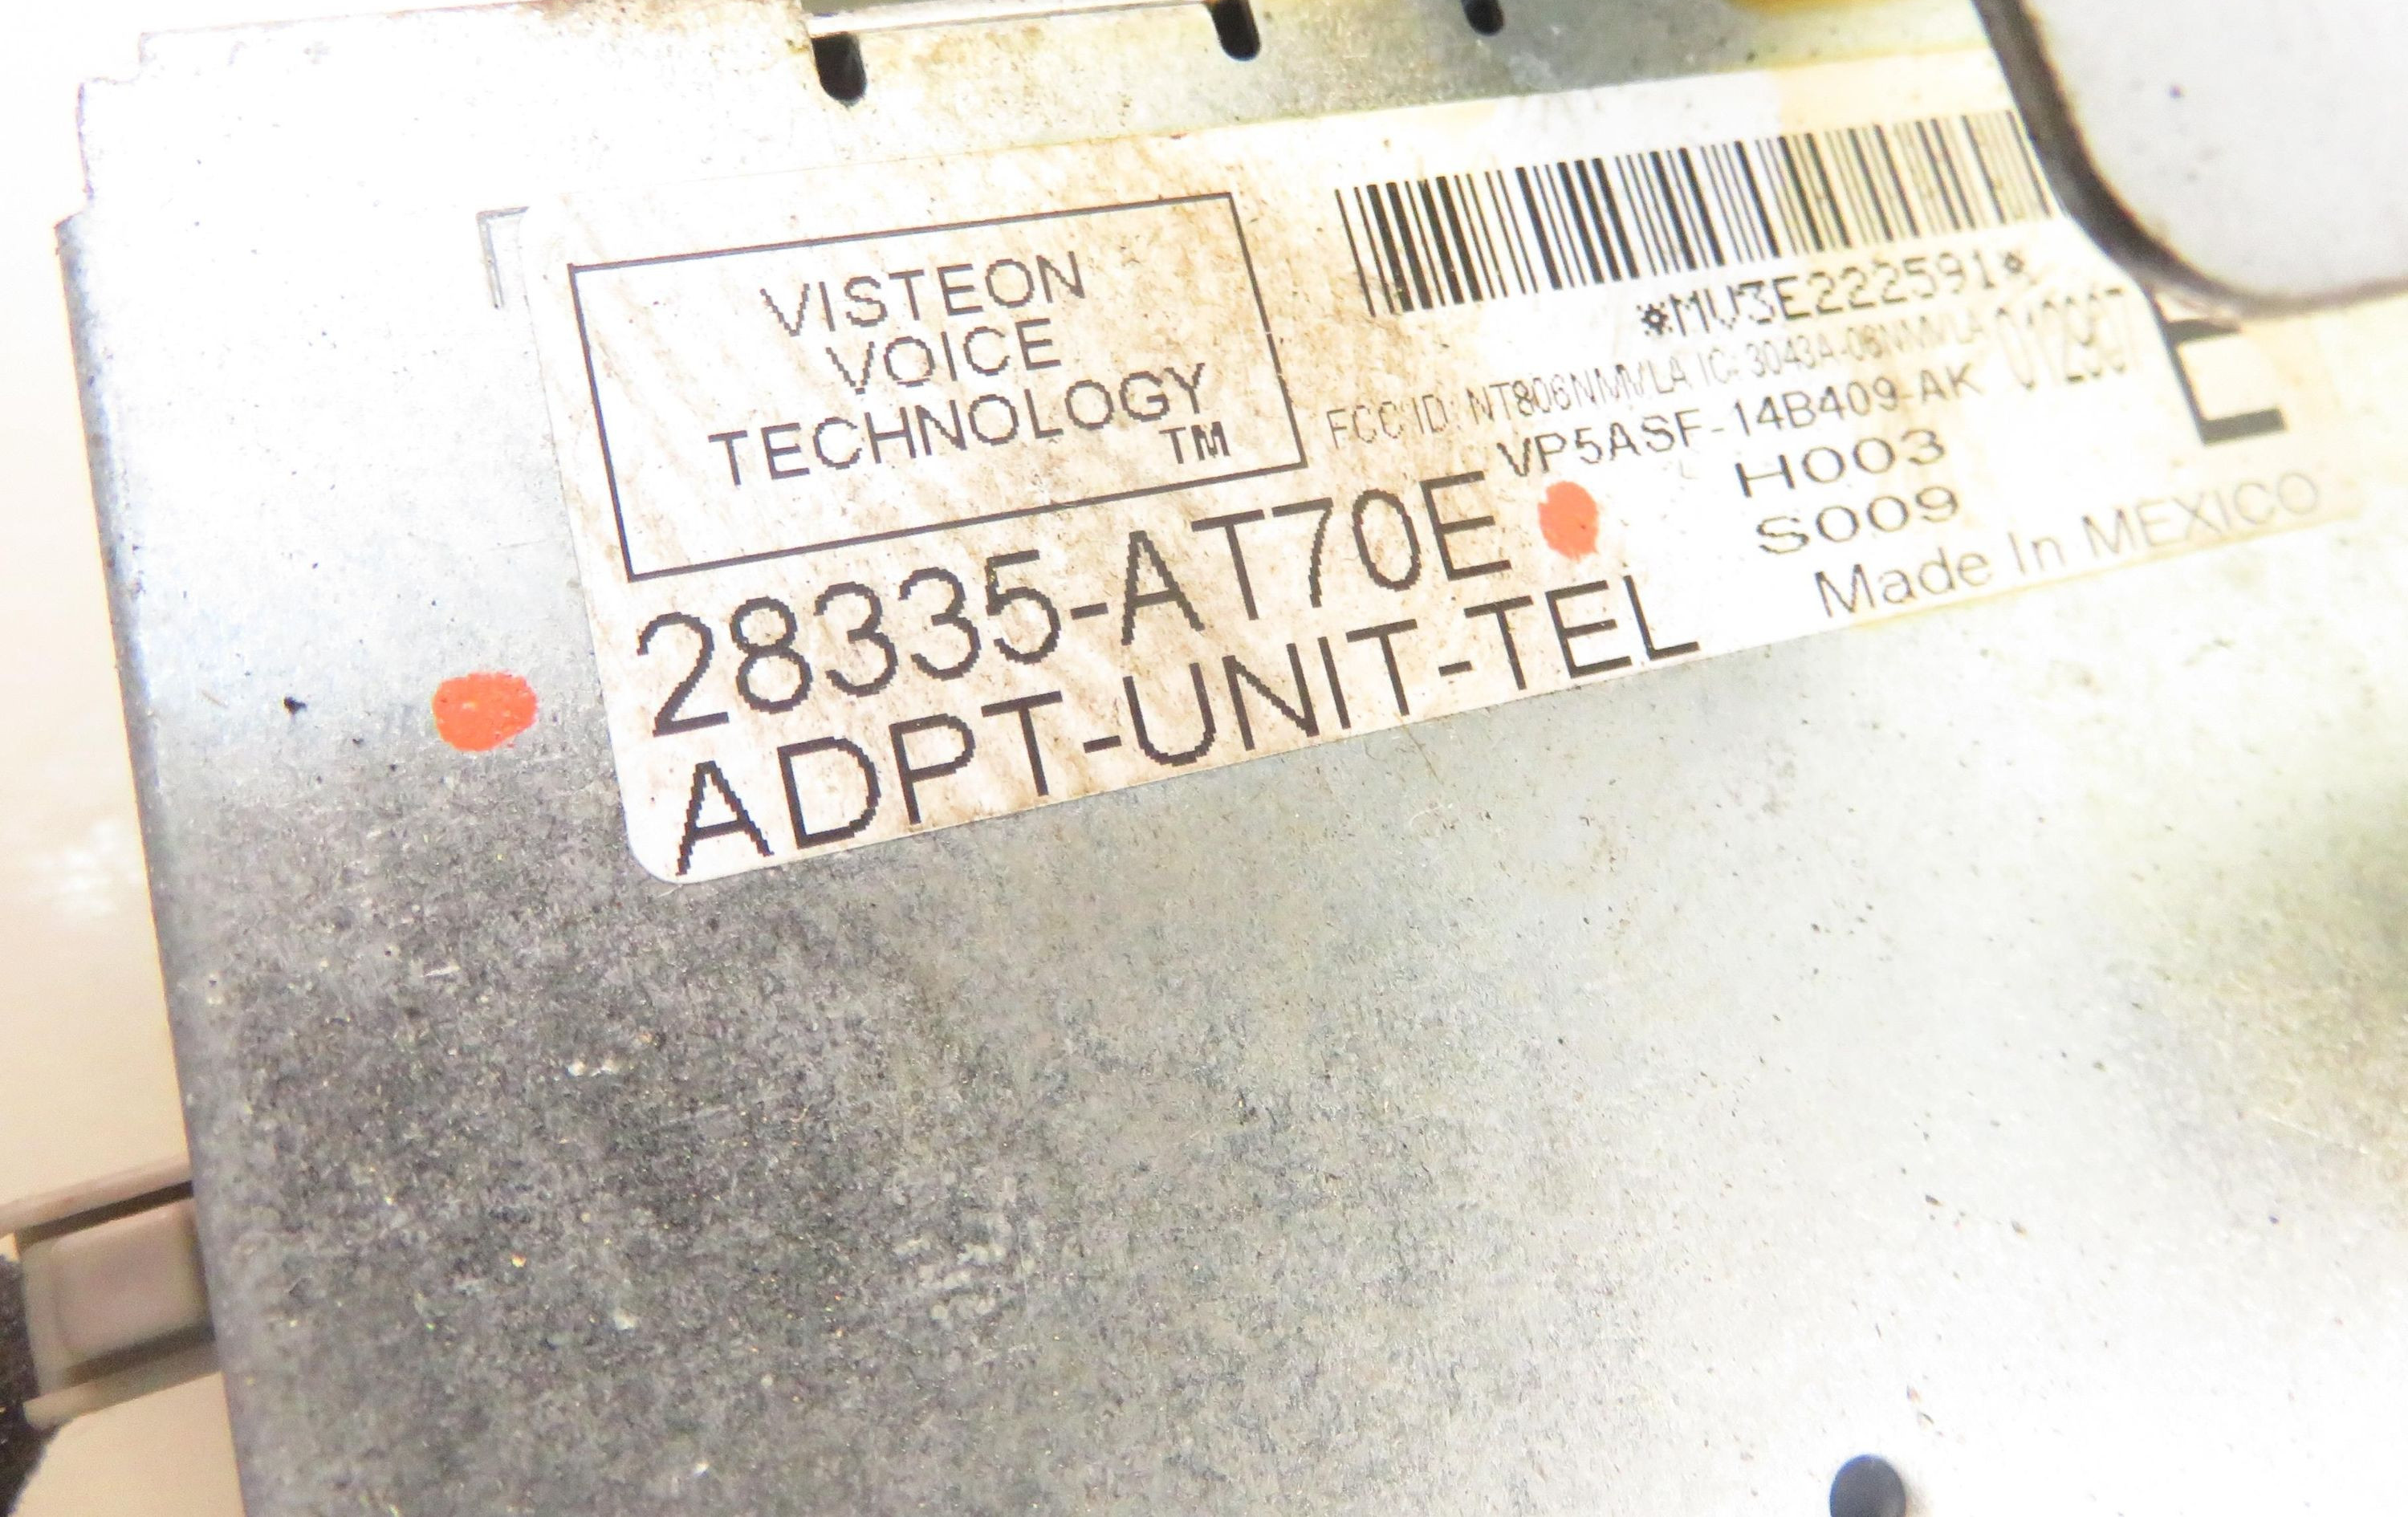 VISTEON
VOICE
TECHNOLOGY
TM
*MV3E222591*
FCC ID: NT806NMVLA IC: 3043A-06NMVLA
VP5ASF-14B409-AK
H003
S009
E
Made In MEXICO
28335-AT70E
ADPT-UNIT-TEL